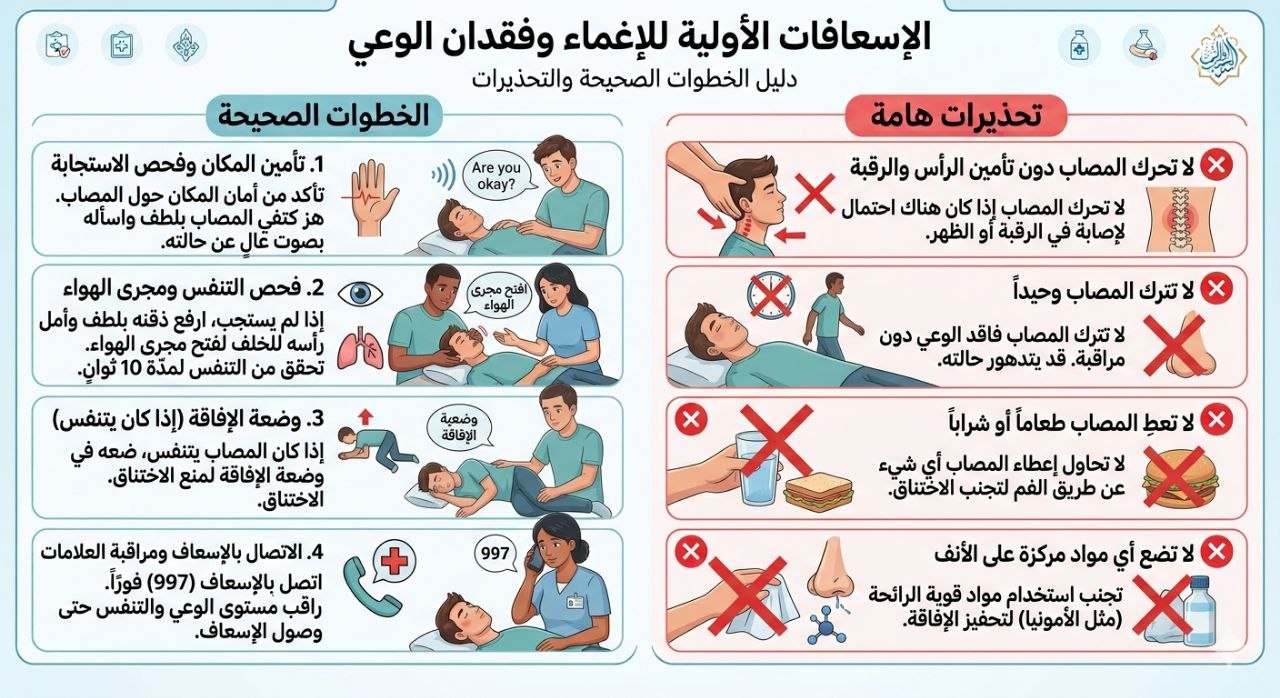 الإسعافات الأولية للإغماء وفقدان الوعي
دليل الخطوات الصحيحة والتحذيرات
تحذيرات هامة
لا تحرك المصاب دون تأمين الرأس والرقبة
لا تحرك المصاب إذا كان هناك احتمال
لإصابة في الرقبة أو الظهر.
لا تترك المصاب وحيداً
لا تترك المصاب فاقد الوعي دون
مراقبة. قد يتدهور حالته.
لا تعطِ المصاب طعاماً أو شراباً
لا تحاول إعطاء المصاب أي شيء
عن طريق الفم لتجنب الاختناق.
لا تضع أي مواد مركزة على الأنف
تجنب استخدام مواد قوية الرائحة
(مثل الأمونيا) لتحفيز الإفاقة.
الخطوات الصحيحة
1. تأمين المكان وفحص الاستجابة
تأكد من أمان المكان حول المصاب.
هز كتفي المصاب بلطف واسأله
بصوت عالٍ عن حالته.
Are you
okay?
2. فحص التنفس ومجرى الهواء
إذا لم يستجب، ارفع ذقنه بلطف وأمل
رأسه للخلف لفتح مجرى الهواء.
تحقق من التنفس لمدّة 10 ثوانٍ.
افتح مجرى
الهواء
3. وضعة الإفاقة (إذا كان يتنفس)
إذا كان المصاب يتنفس، ضعه في
وضعة الإفاقة لمنع الاختناق.
الاختناق.
وضعية
الإفاقة
4. الاتصال بالإسعاف ومراقبة العلامات
اتصل بالإسعاف (997) فورًاً.
راقب مستوى الوعي والتنفس حتى
وصول الإسعاف.
997